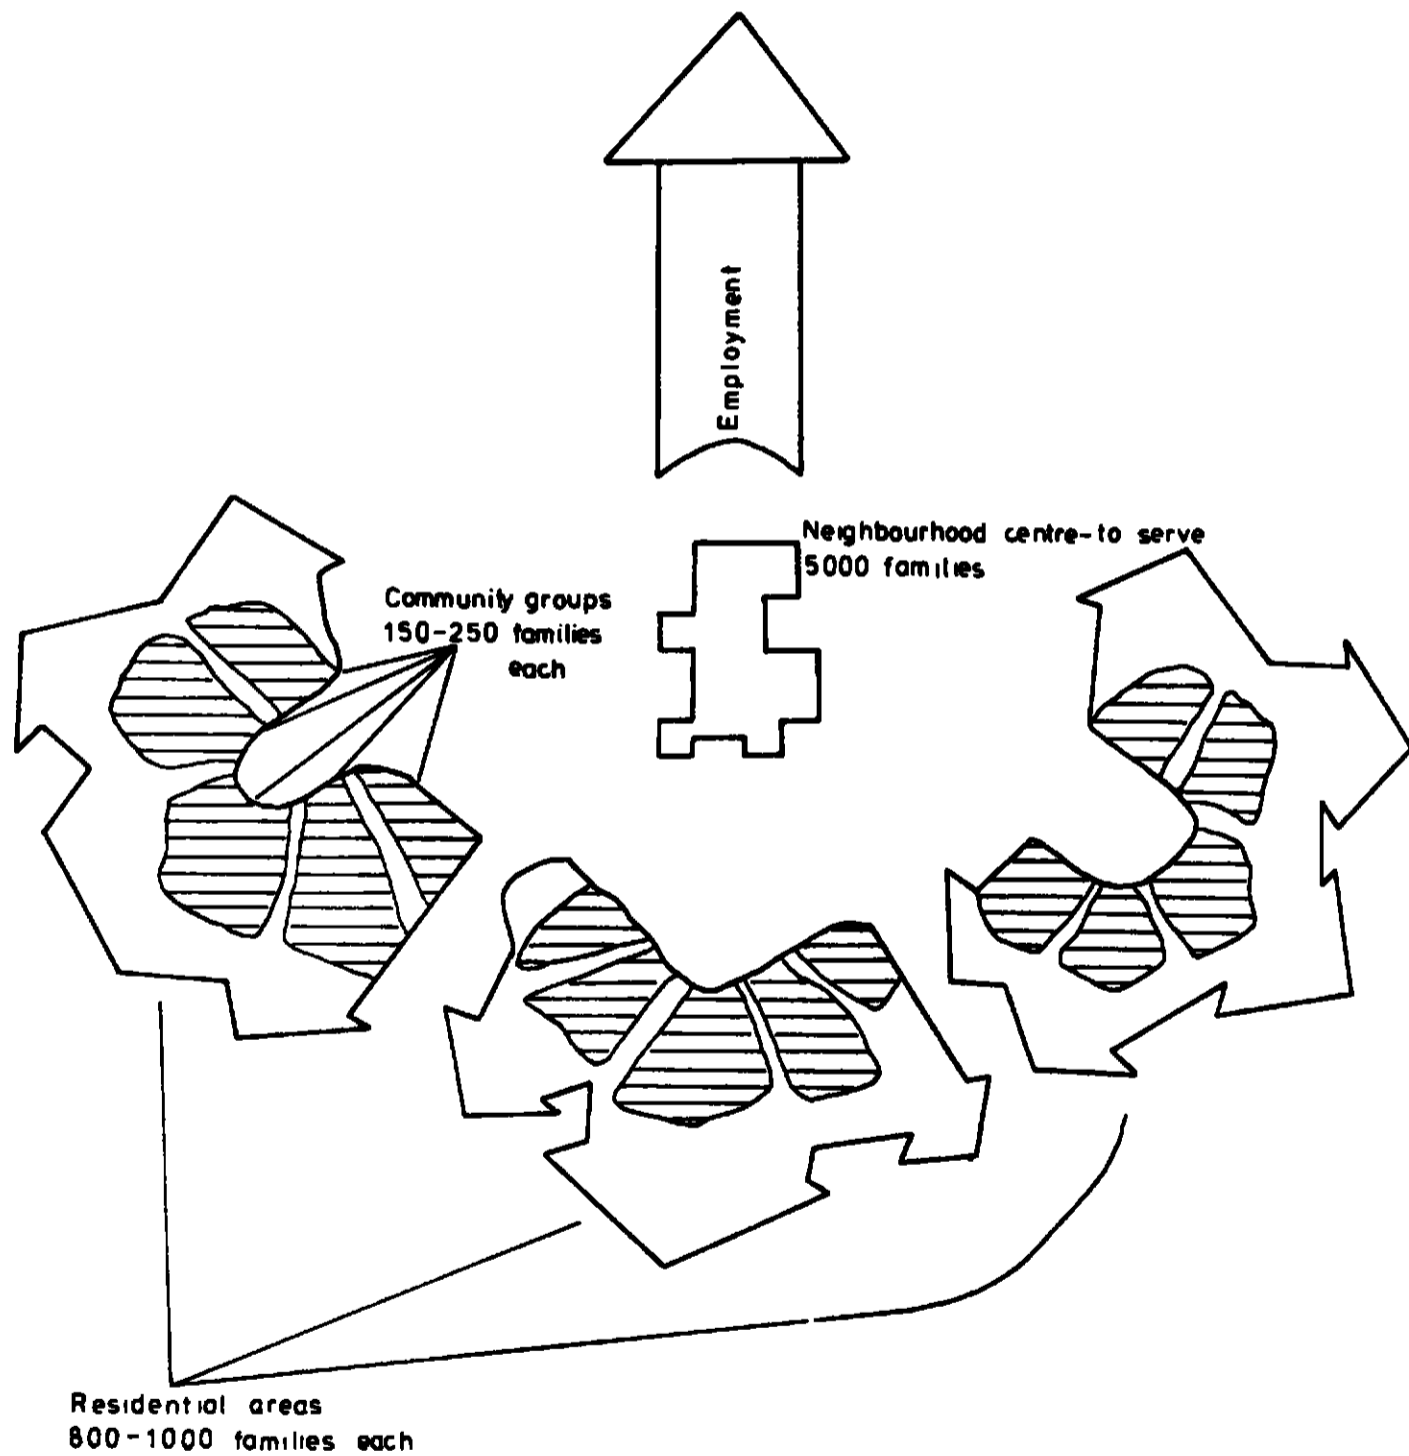 Employment
Neighbourhood centre-to serve
5000 families
Community groups
150-250 families
each
Residential areas
800-1000 families each